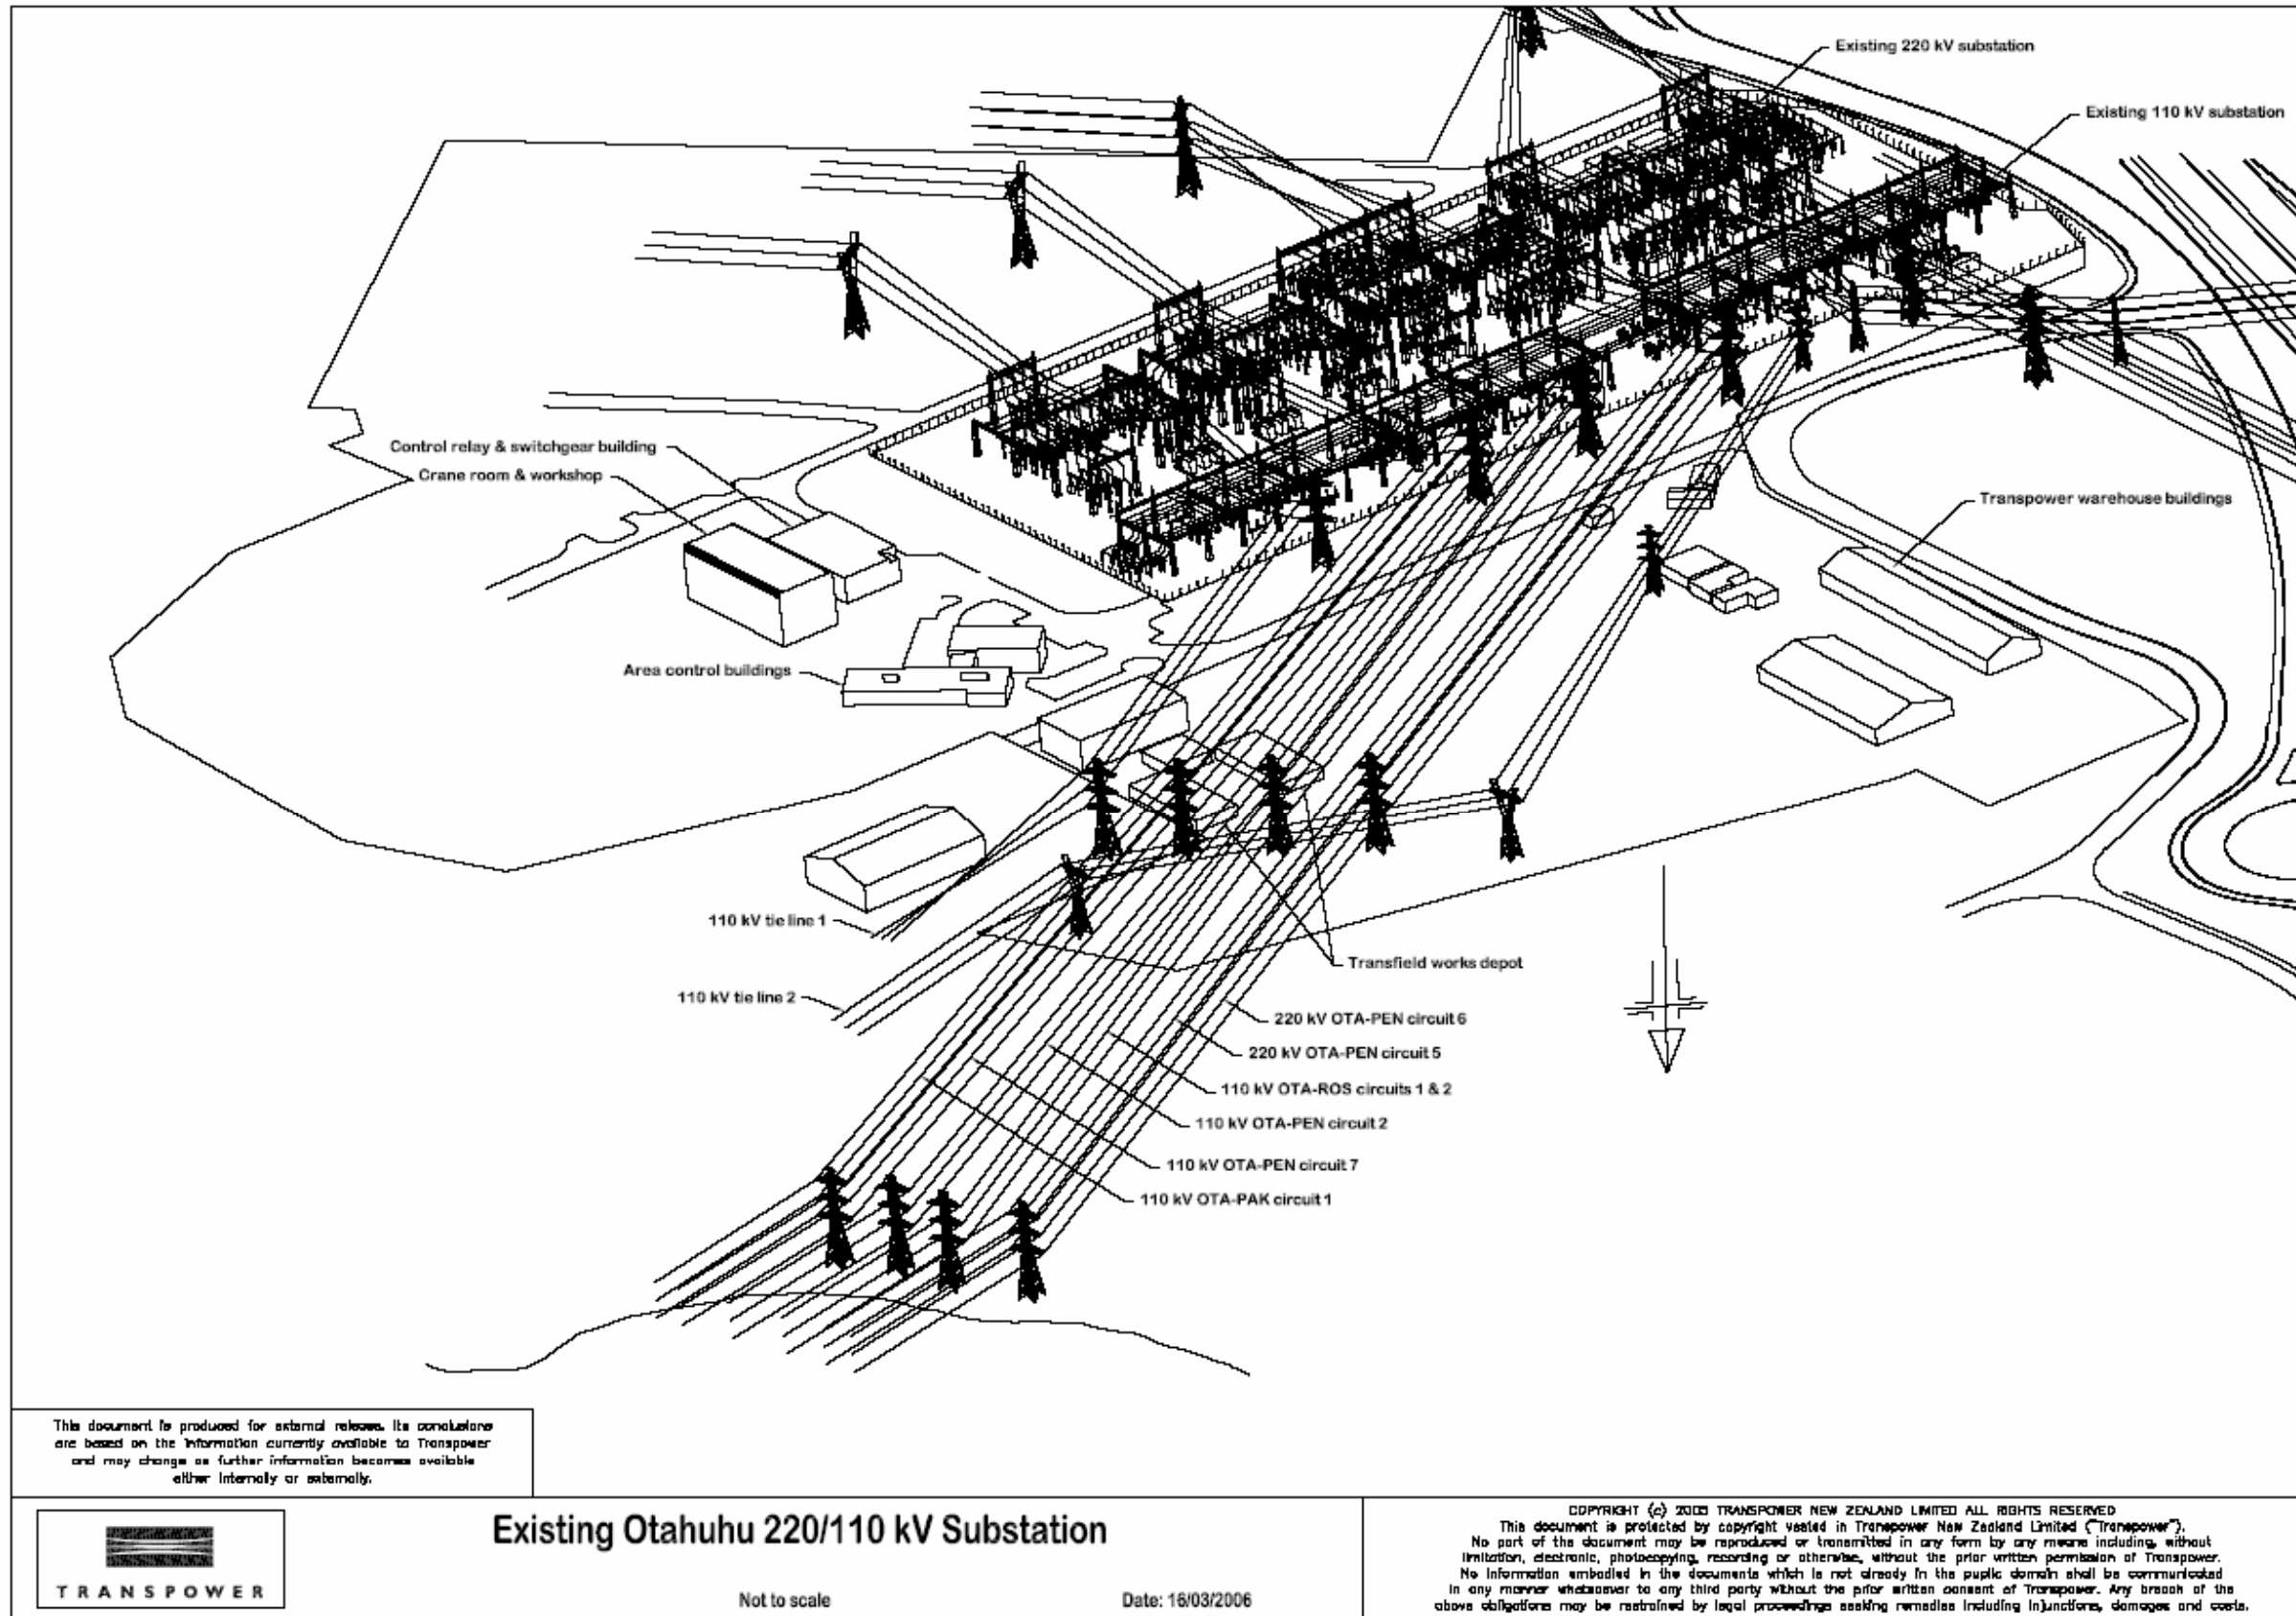 Existing 220 kV substation
Existing 110 kV substation
Control relay & switchgear building
Crane room & workshop
Transpower warehouse buildings
Area control buildings
110 kV tie line 1
Transfield works depot
110 kV tie line 2
220 kV OTA-PEN circuit 6
220 kV OTA-PEN circuit 5
110 kV OTA-ROS circuits 1 & 2
110 kV OTA-PEN circuit 2
110 kV OTA-PEN circuit 7
110 kV OTA-PAK circuit 1
This document is produced for external release. Its conclusions
are based on the information currently available to Transpower
and may change as further information becomes available
either internally or externally.
TRANSPOWER
Existing Otahuhu 220/110 kV Substation
Not to scale
Date: 16/03/2006
COPYRIGHT (c) TRANSPOWER NEW ZEALAND LIMITED ALL RIGHTS RESERVED
This document is protected by copyright vested in Transpower New Zealand Limited ("Transpower").
No part of the document may be reproduced or transmitted in any form by any means including, without
limitation, electronic, photocopying, recording or otherwise, without the prior written permission of Transpower.
No information embodied in the documents which is not already in the puplic domain shall be communicated
in any manner whatsoever to any third party without the prior written consent of Transpower. Any breach of the
above obligations may be restrained by legal proceedings seeking remedies including injunctions, damages and costs.